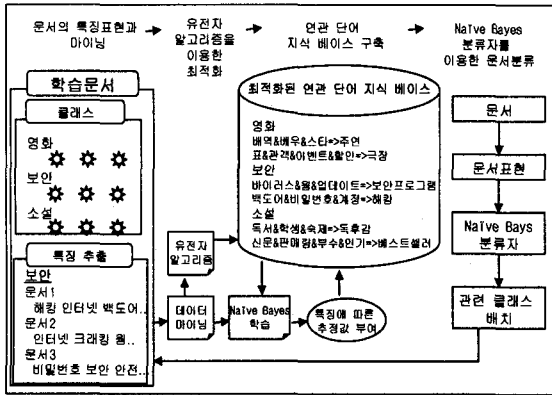 문서의 특징표현과
마이닝
유전자
알고리즘을
이용한
최적화
연관 단어
지식 베이스 구축
Naïve Bayes
분류자를
이용한 문서분류
학습문서
클래스
영화
보안
소설
특징 추출
보안
문서1
해킹 인터넷 백도어..
문서2
인터넷 크래킹 웜..
문서3
비밀번호 보안 안전..
유전자
알고리즘
데이터
마이닝
Naïve Bayes
학습
특징에 따른
추정값 부여
최적화된 연관 단어 지식 베이스
영화
배역&배우&스타=>주연
표&관객&이벤트&할인=>극장
보안
바이러스&웜&업데이트=>보안프로그램
백도어&비밀번호&계정=>해킹
소설
독서&학생&숙제=>독후감
신문&판매량&부수&인기=>베스트셀러
문서
문서표현
Naïve Bays
분류자
관련 클래스
배치